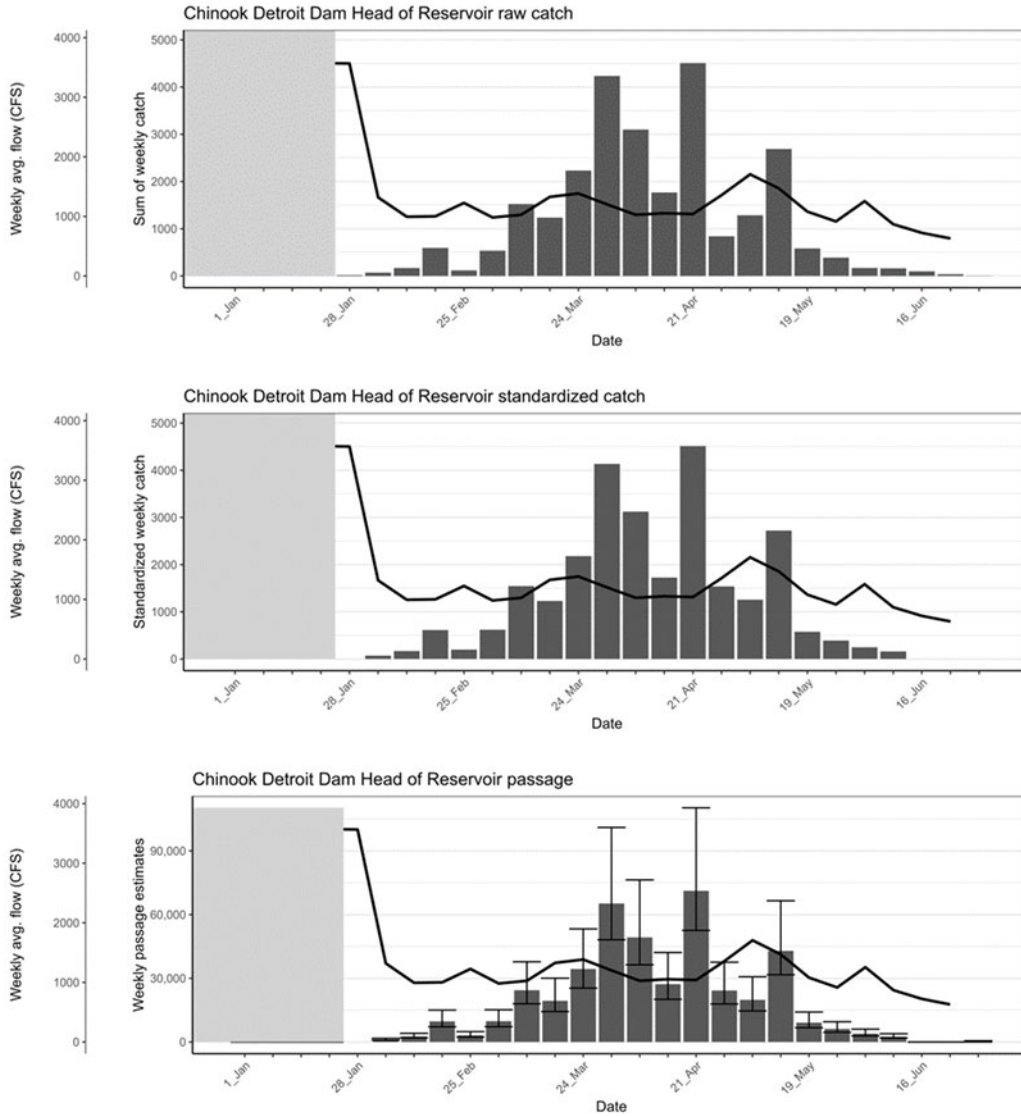 Chinook Detroit Dam Head of Reservoir raw catch
Weekly avg. flow (CFS)
4000
3000
2000
1000
0
Sum of weekly catch
5000
4000
3000
2000
1000
0
1_Jan
28_Jan
25_Feb
24_Mar
21_Apr
19_May
16_Jun
Date
Chinook Detroit Dam Head of Reservoir standardized catch
Weekly avg. flow (CFS)
4000
3000
2000
1000
0
Standardized weekly catch
5000
4000
3000
2000
1000
0
1_Jan
28_Jan
25_Feb
24_Mar
21_Apr
19_May
16_Jun
Date
Chinook Detroit Dam Head of Reservoir passage
Weekly avg. flow (CFS)
4000
3000
2000
1000
0
Weekly passage estimates
90,000
60,000
30,000
0
1_Jan
28_Jan
25_Feb
24_Mar
21_Apr
19_May
16_Jun
Date